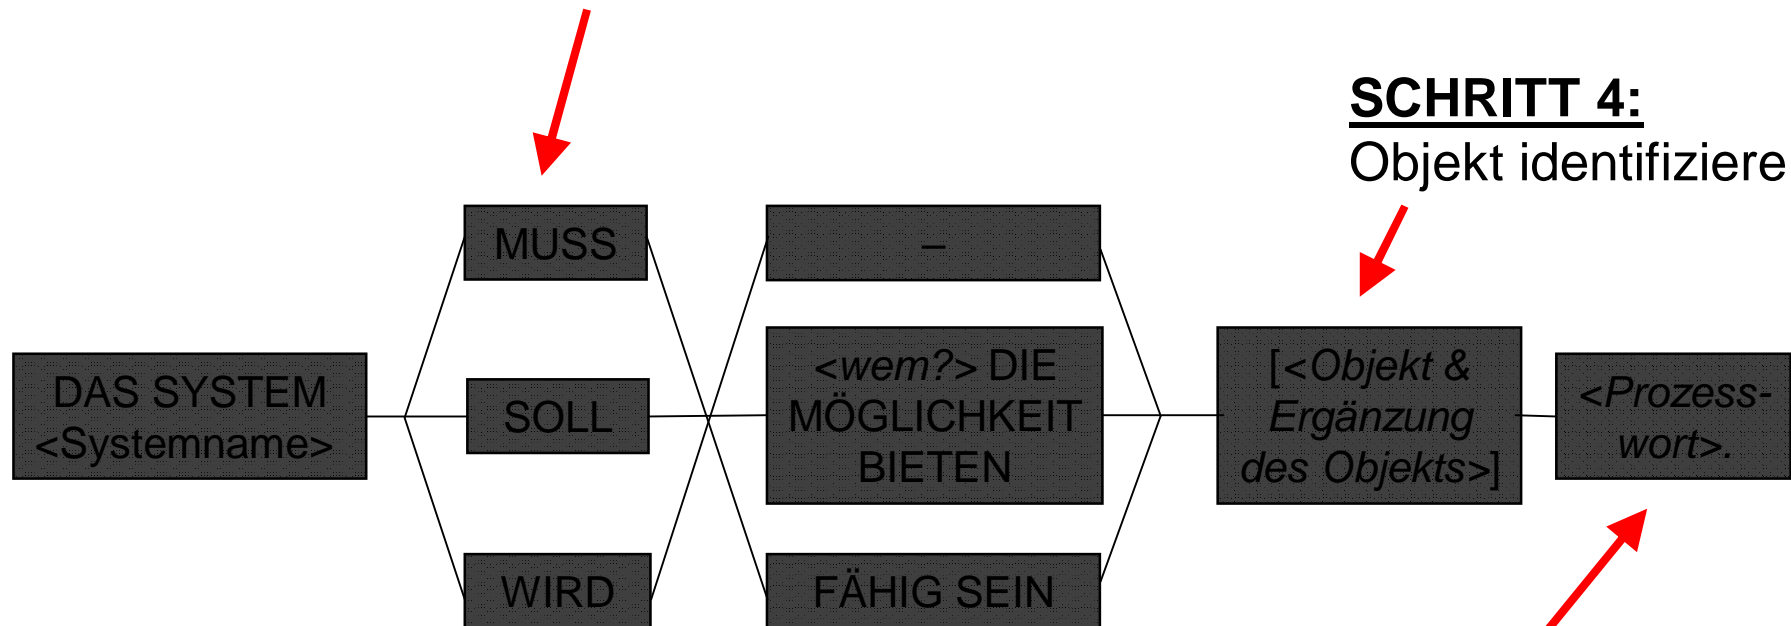 SCHRITT 4:
Objekt identifiziere
MUSS
–
DAS SYSTEM
<Systemname>
SOLL
<wem?> DIE
MÖGLICHKEIT
BIETEN
[<Objekt &
Ergänzung
des Objekts>]
<Prozess-
wort>.
WIRD
FÄHIG SEIN